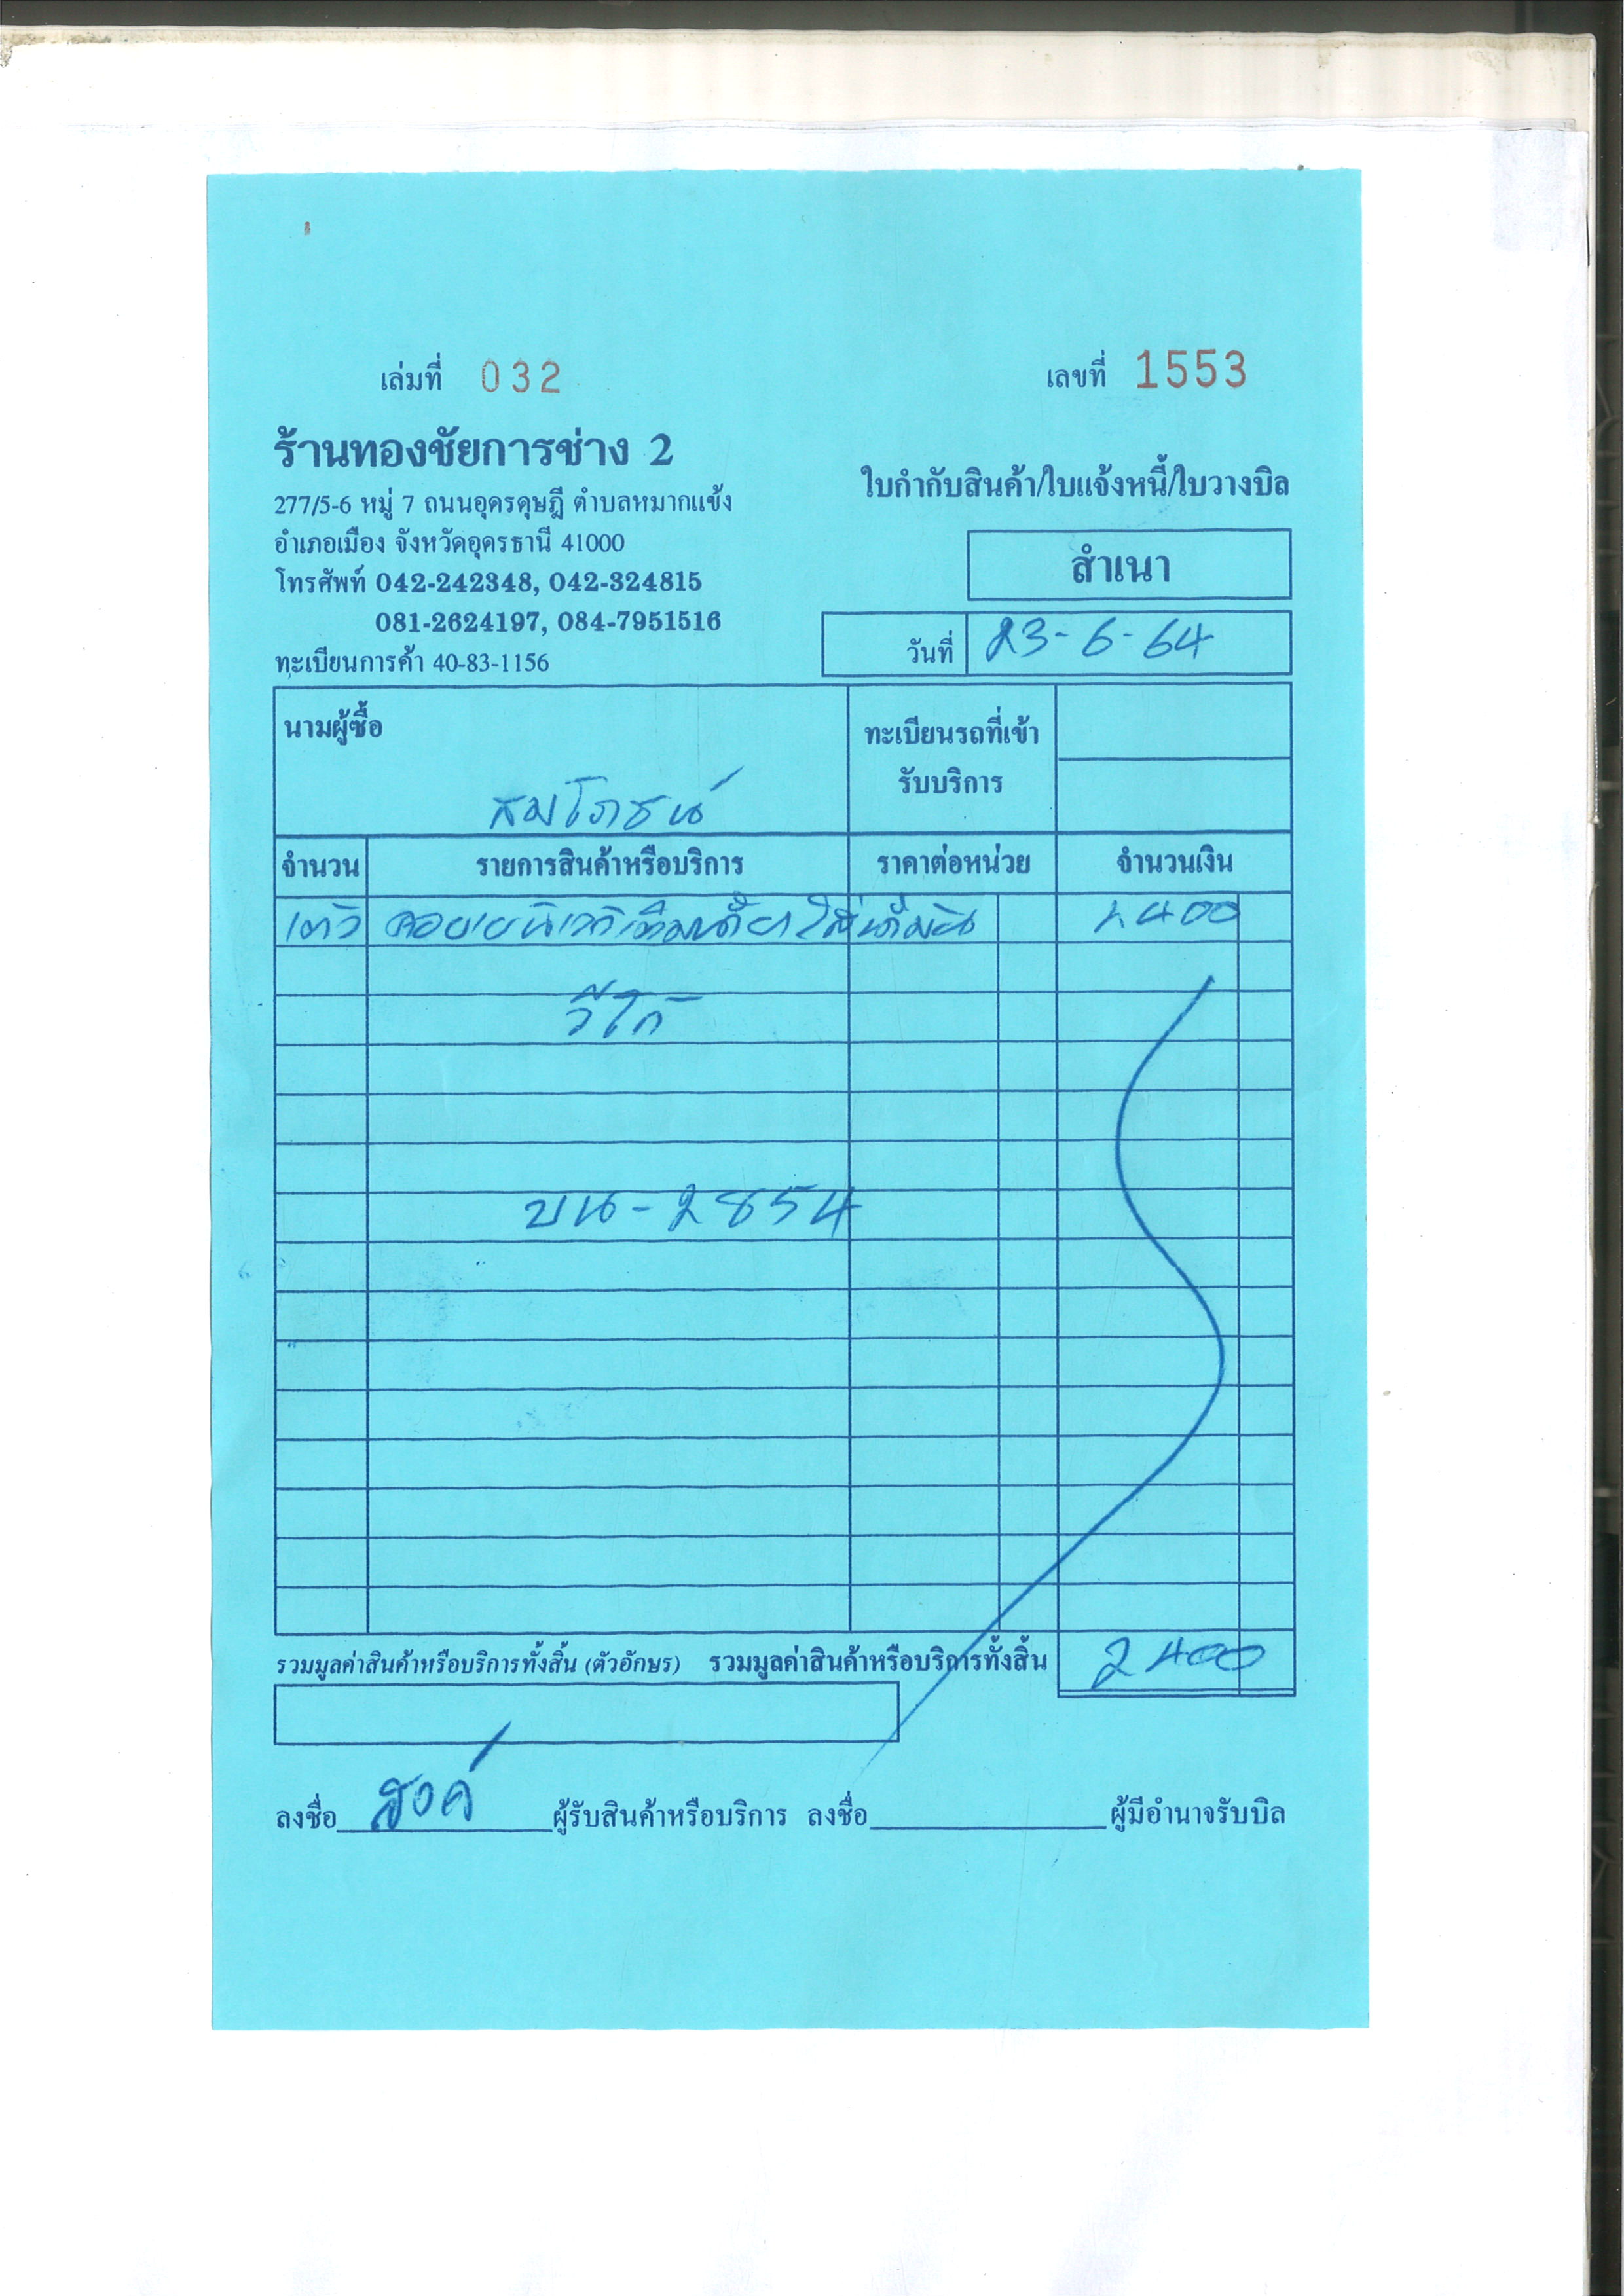 เล่มที่ 032
เลขที่ 1553
ร้านทองชัยการช่าง 2
277/5-6 หมู่ 7 ถนนอุดรดุษฎี ตำบลหมากแข้ง
อำเภอเมือง จังหวัดอุดรธานี 41000
โทรศัพท์ 042-242348, 042-324815
081-2624197, 084-7951516
ทะเบียนการค้า 40-83-1156
ใบกำกับสินค้า/ใบแจ้งหนี้/ใบวางบิล
สำเนา
วันที่ 23-6-64
นามผู้ซื้อ
สมโภชน์
ทะเบียนรถที่เข้า
รับบริการ
จำนวน รายการสินค้าหรือบริการ ราคาต่อหน่วย จำนวนเงิน
1 ตัว 2400
วีโก้
บน-2854
รวมมูลค่าสินค้าหรือบริการทั้งสิ้น (ตัวอักษร) รวมมูลค่าสินค้าหรือบริการทั้งสิ้น 2400
ลงชื่อ ผู้รับสินค้าหรือบริการ ลงชื่อ ผู้มีอำนาจรับบิล